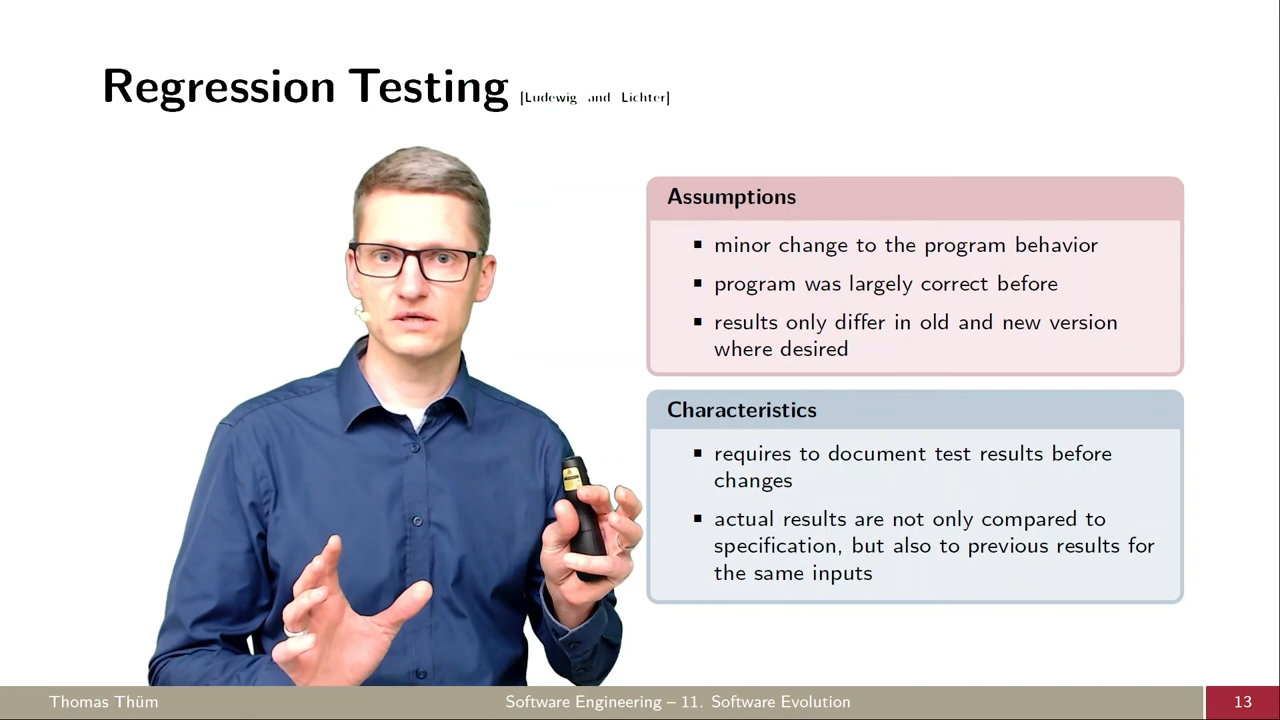 Regression Testing [Ludewig and Lichter]
Assumptions
▪ minor change to the program behavior
▪ program was largely correct before
▪ results only differ in old and new version
where desired
Characteristics
▪ requires to document test results before
changes
▪ actual results are not only compared to
specification, but also to previous results for
the same inputs
Thomas Thüm Software Engineering – 11. Software Evolution 13